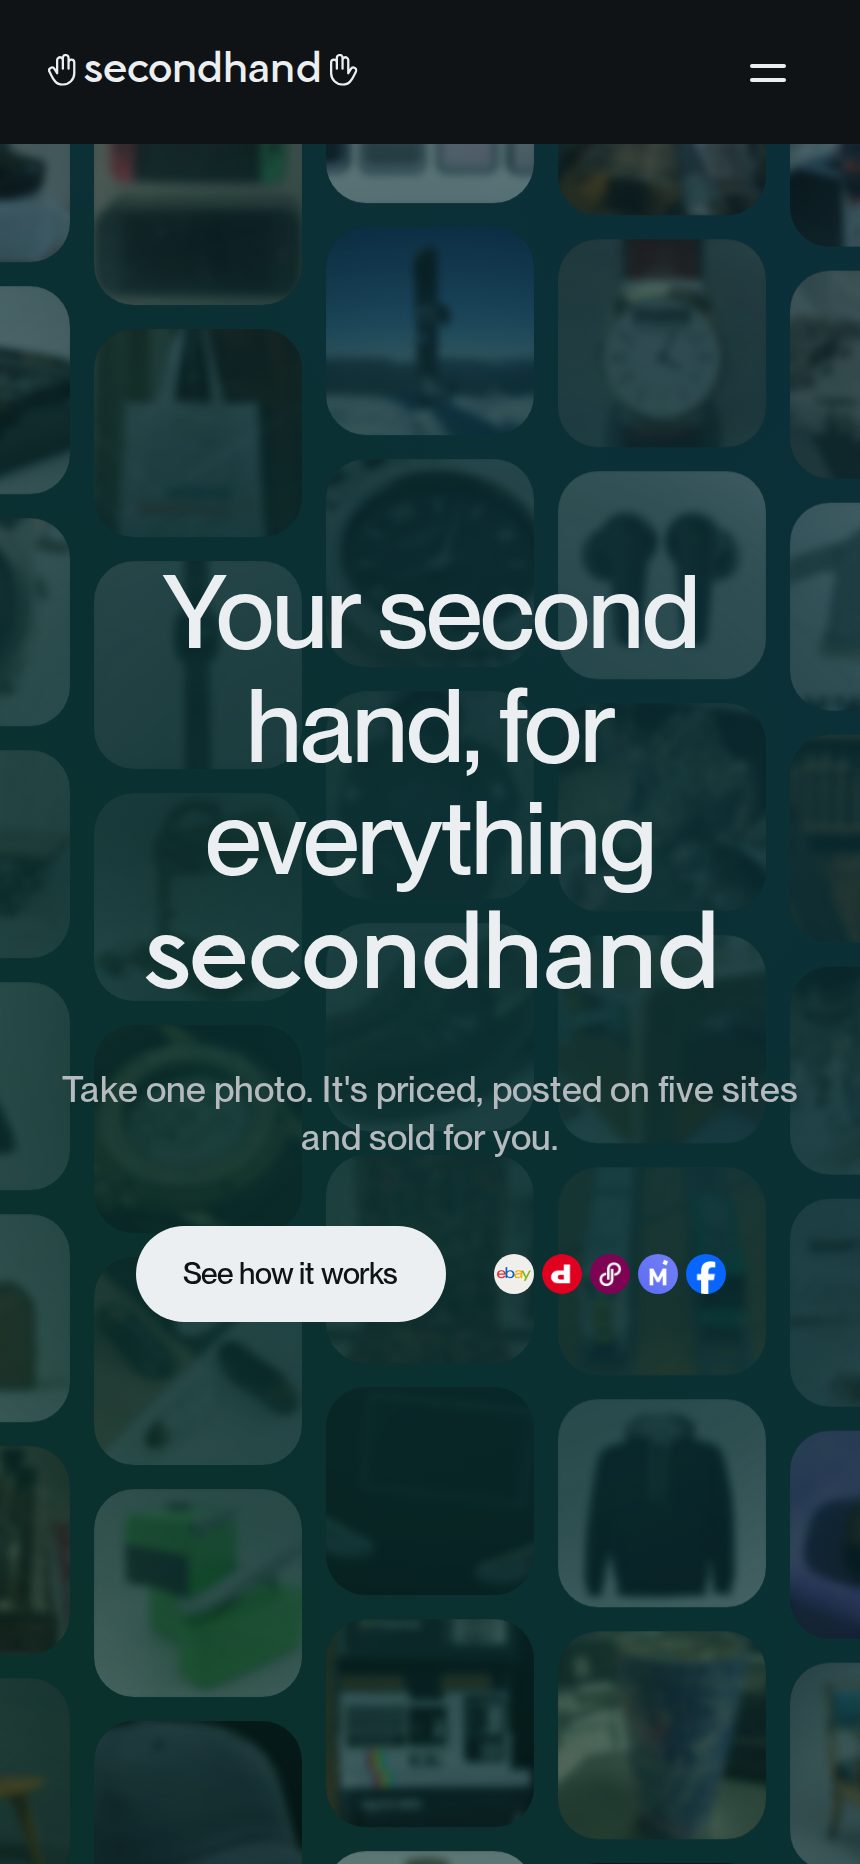 secondhand
Your second
hand, for
everything
secondhand
Take one photo. It's priced, posted on five sites
and sold for you.
See how it works
ebay